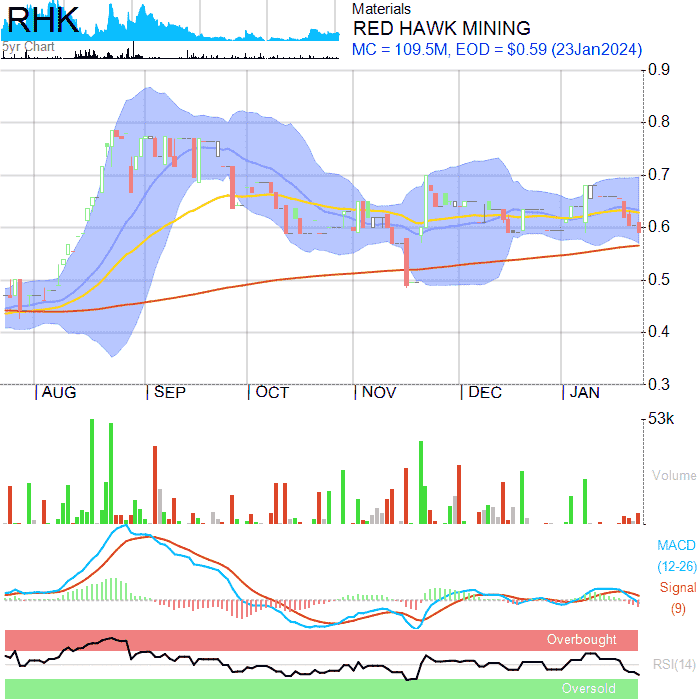 RHK
5yr Chart
Materials
RED HAWK MINING
MC = 109.5M, EOD = $0.59 (23Jan2024)
0.9
0.8
0.7
0.6
0.5
0.4
0.3
AUG SEP OCT NOV DEC JAN
53k
Volume
MACD
(12-26)
Signal
(9)
Overbought
RSI(14)
Oversold